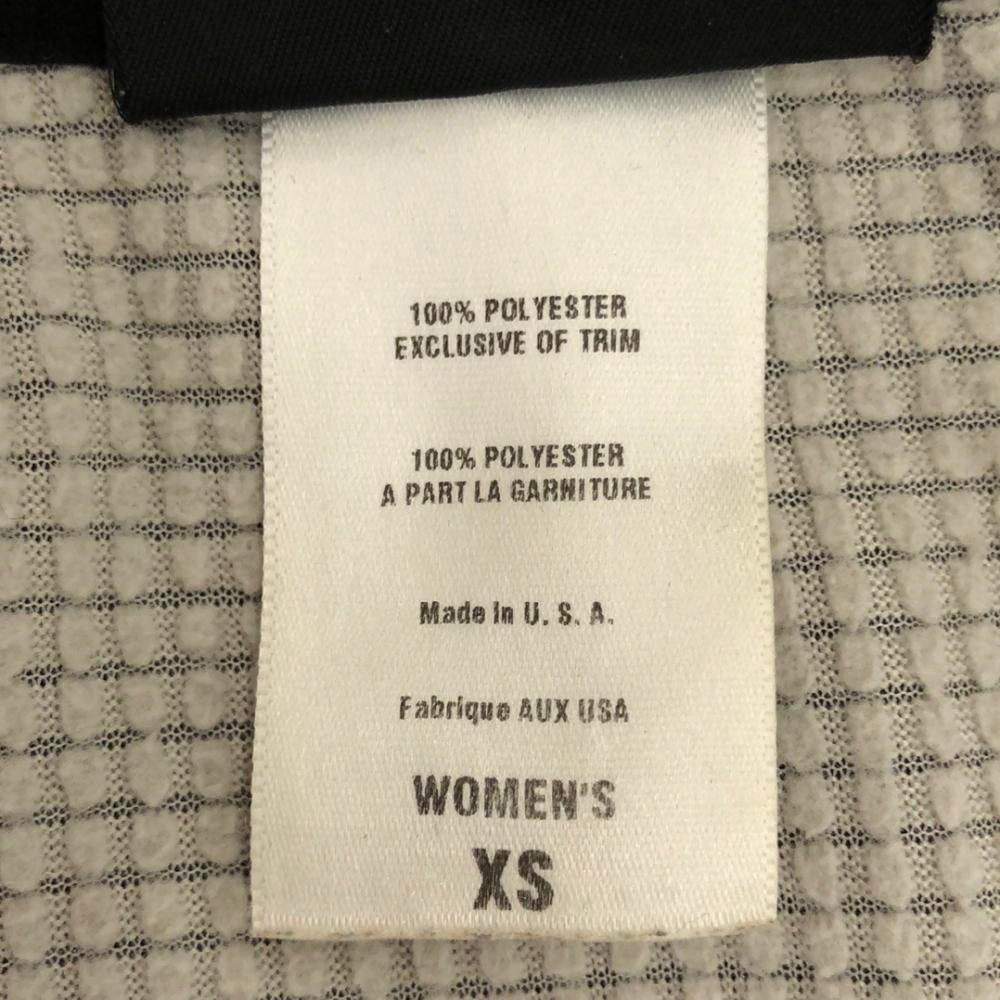 100% POLYESTER
EXCLUSIVE OF TRIM
100% POLYESTER
A PART LA GARNITURE
Made In U. S. A.
Fabrique AUX USA
WOMEN'S
XS